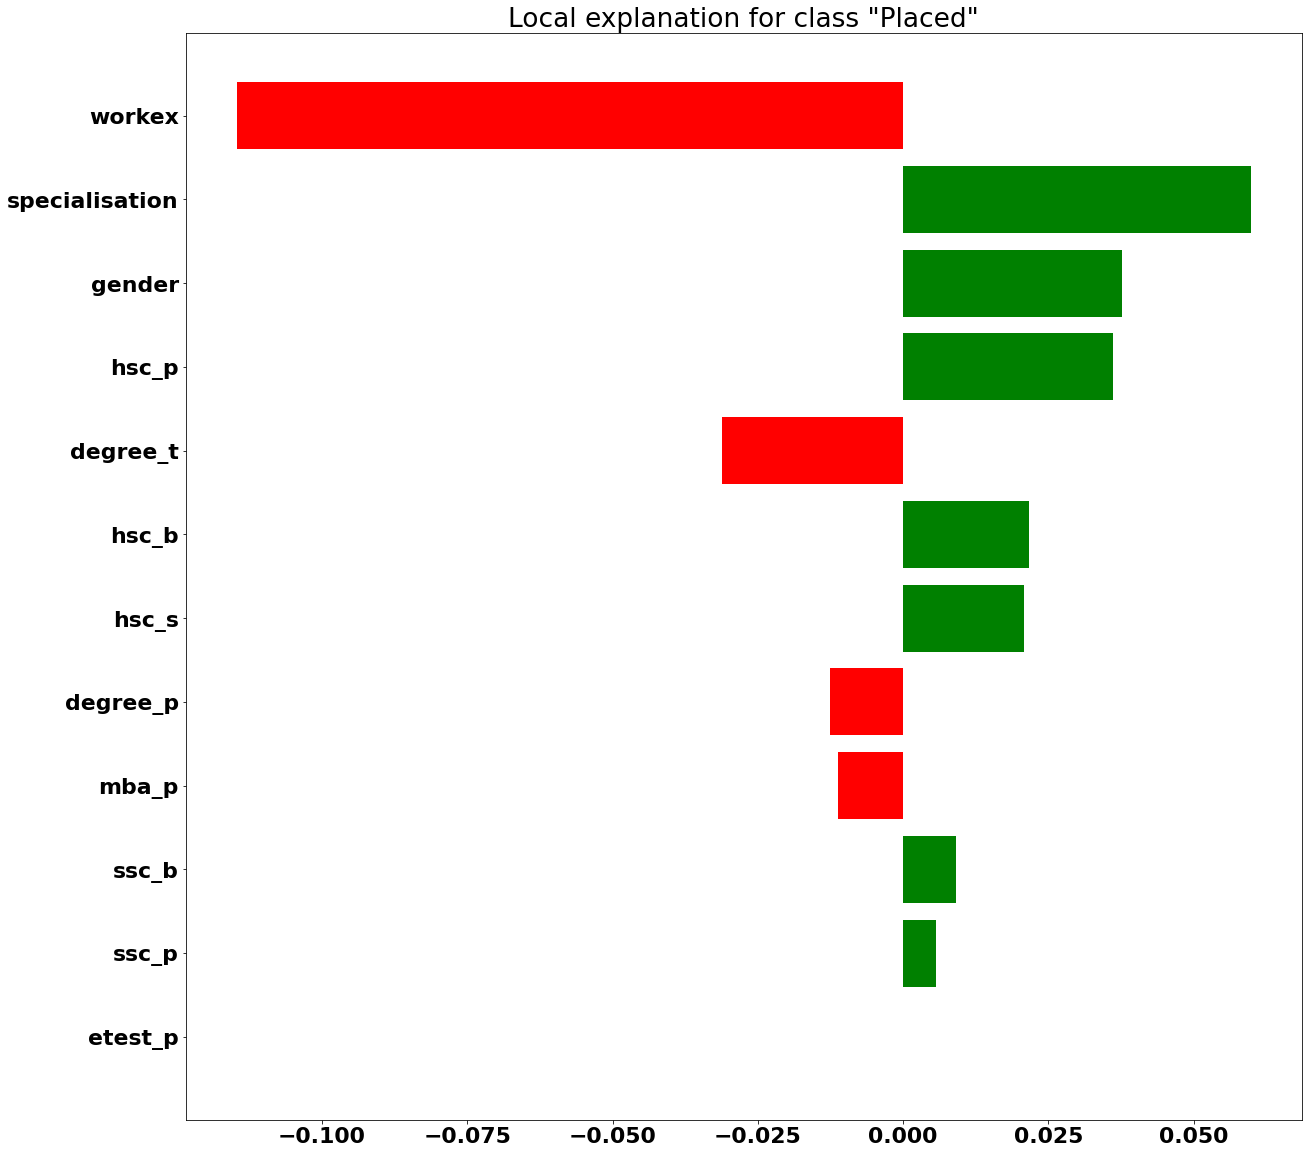 Local explanation for class "Placed"
workex
specialisation
gender
hsc_p
degree_t
hsc_b
hsc_s
degree_p
mba_p
ssc_b
ssc_p
etest_p
−0.100 −0.075 −0.050 −0.025 0.000 0.025 0.050